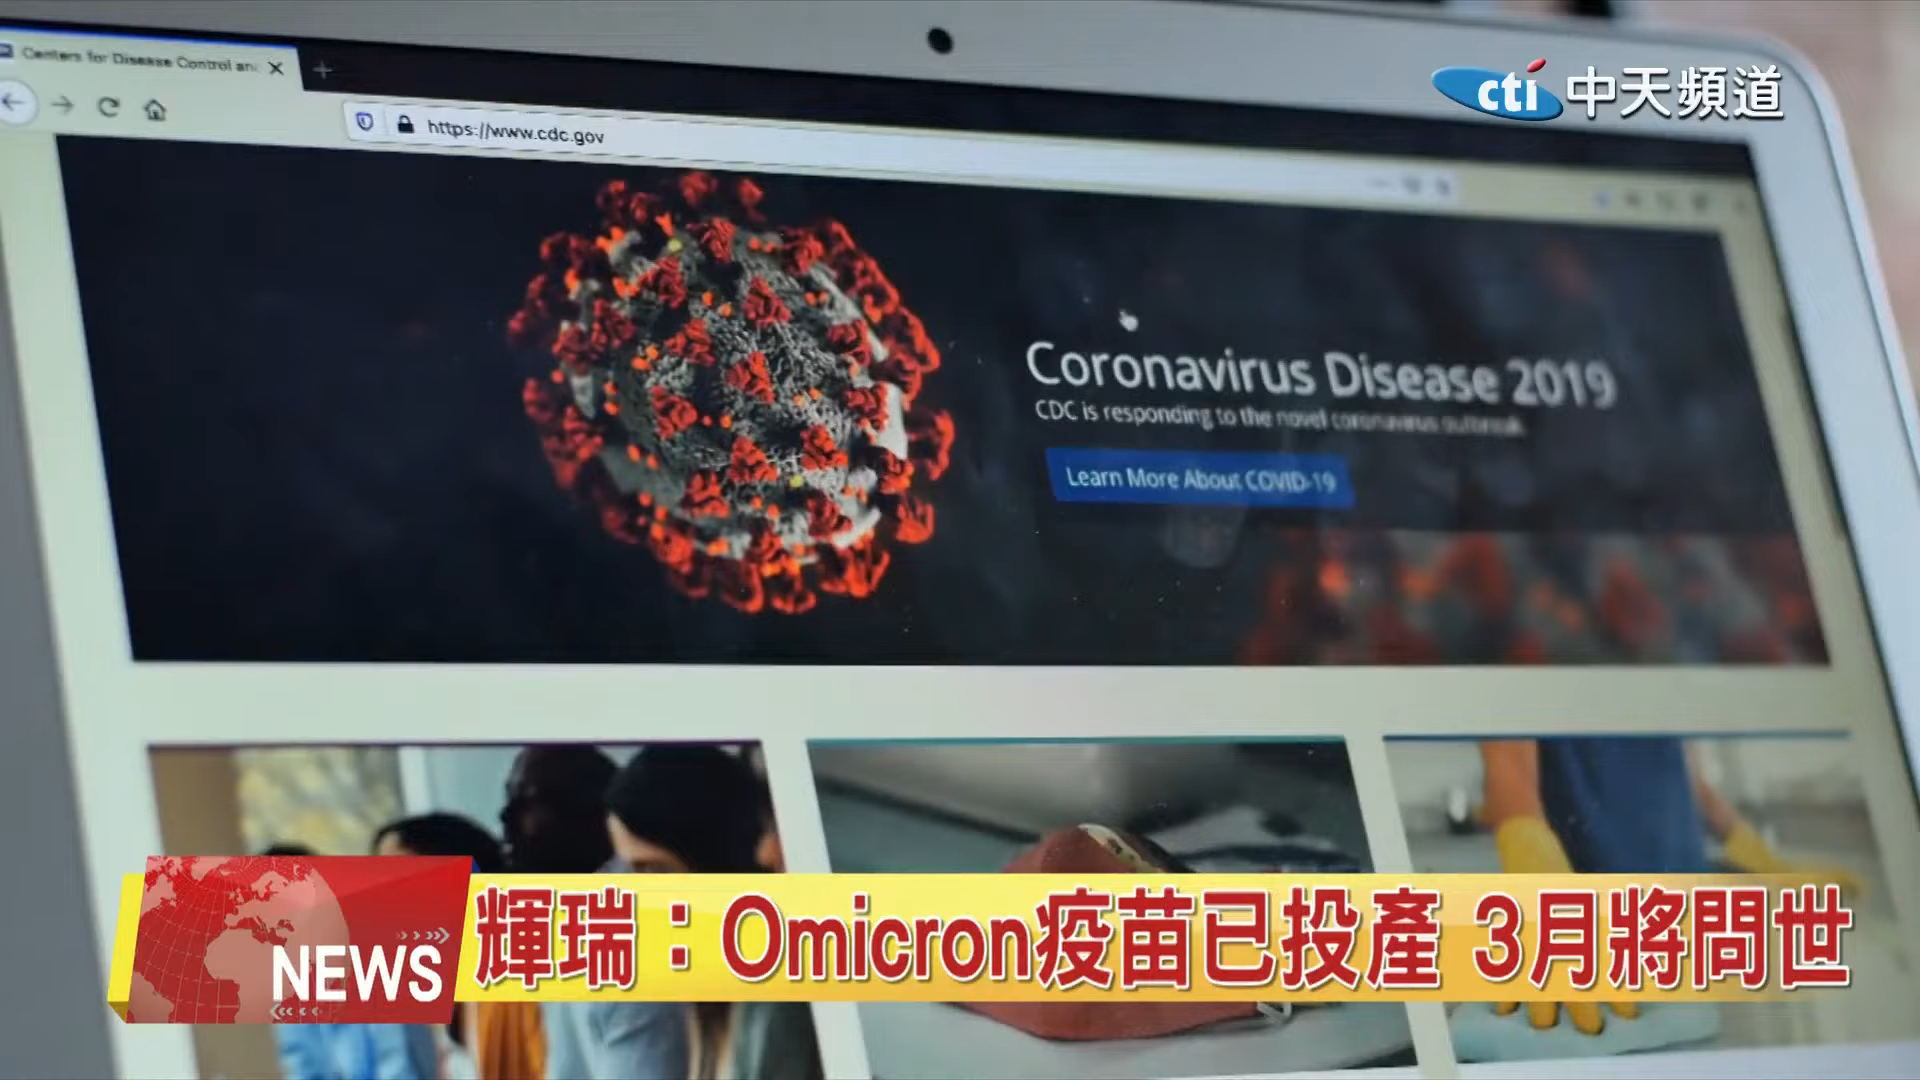 Centers for Disease Control an
cti 中天頻道
https://www.cdc.gov
Coronavirus Disease 2019
CDC is responding to the novel coronavirus outbreak
Learn More About COVID-19
NEWS
輝瑞：Omicron疫苗已投產 3月將問世